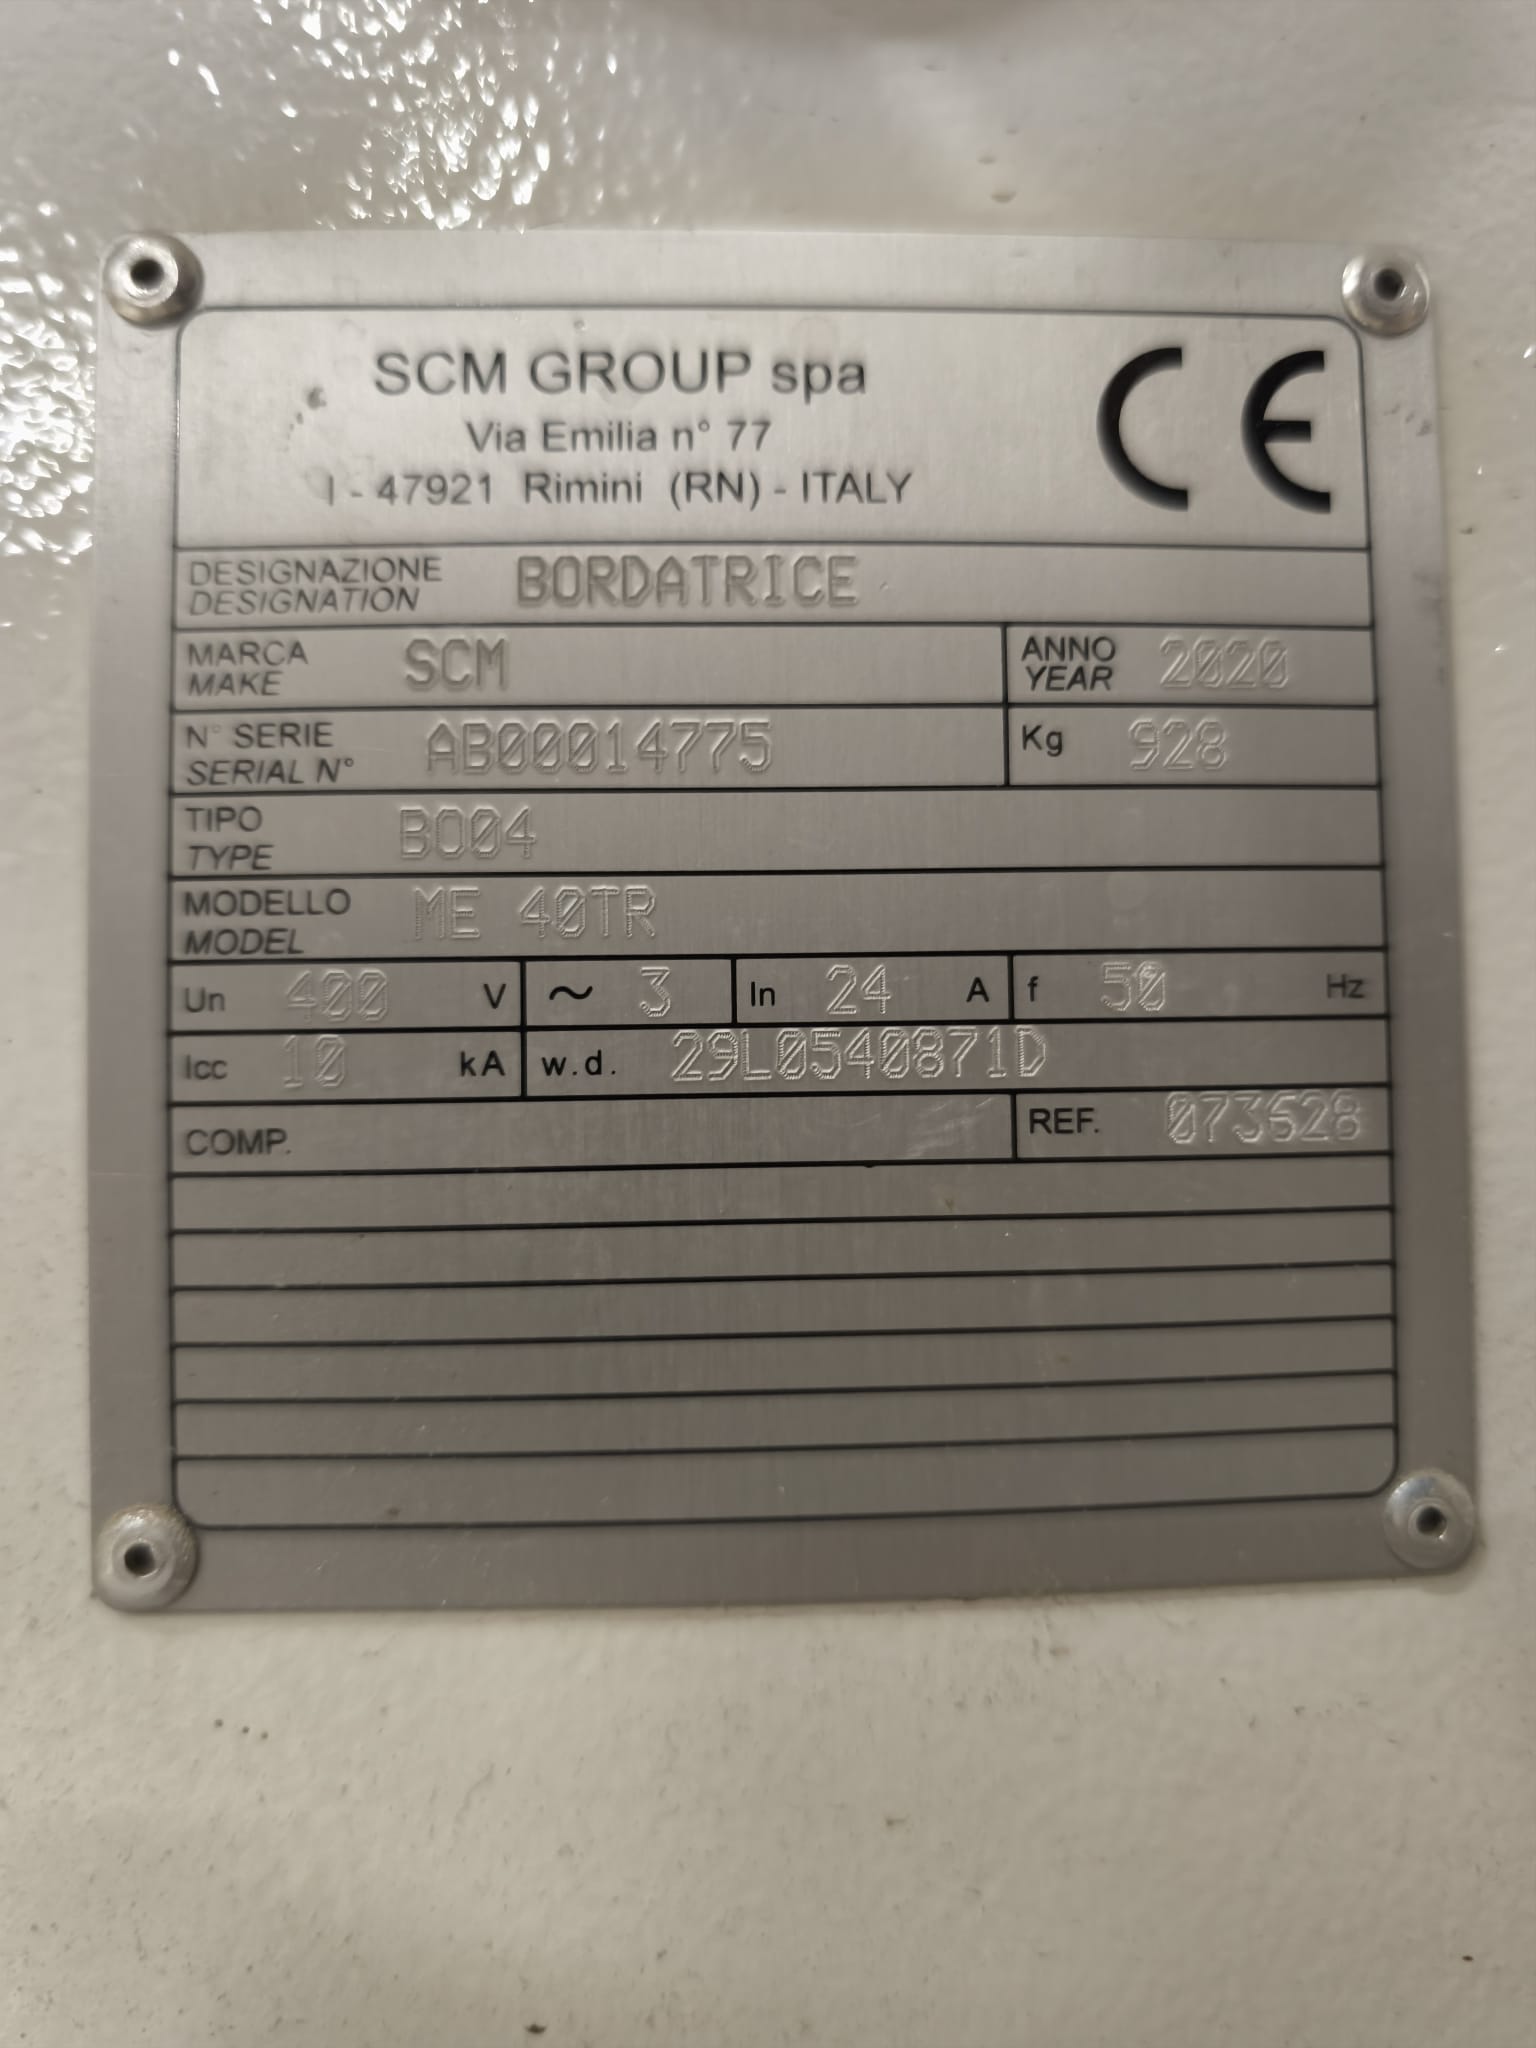 SCM GROUP spa
Via Emilia n° 77
I - 47921 Rimini (RN) - ITALY
CE
DESIGNAZIONE
DESIGNATION
BORDATRICE
MARCA
MAKE
SCM
ANNO
YEAR
2020
N° SERIE
SERIAL N°
AB00014775
Kg 928
TIPO
TYPE
BO04
MODELLO
MODEL
ME 40TR
Un 400 V ~ 3 In 24 A f 50 Hz
Icc 10 kA w.d. 29L0540871D
COMP. REF. 073628